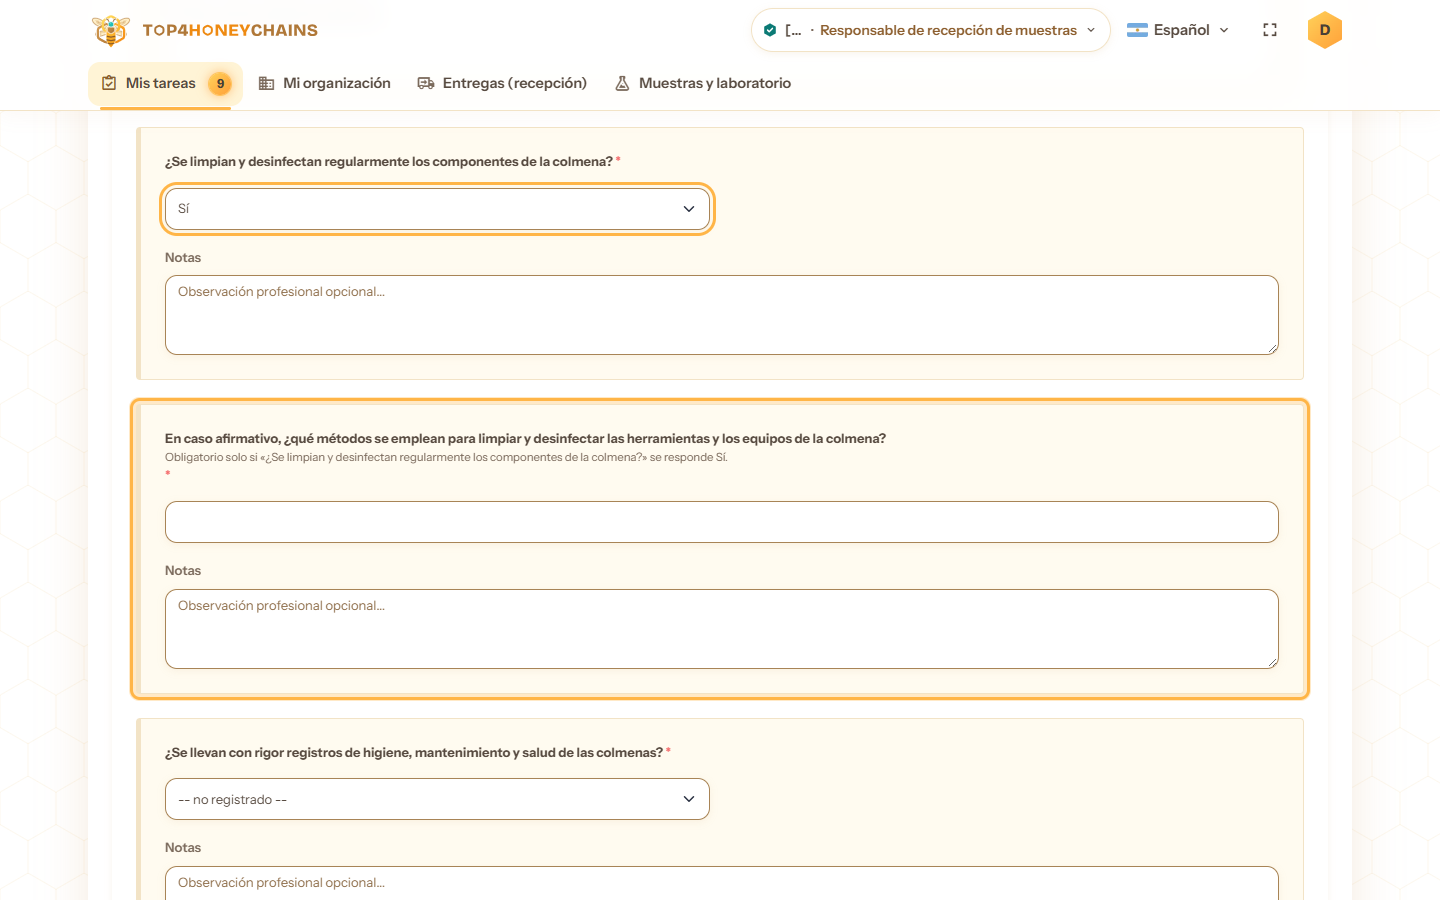 TOP4HONEYCHAINS
[... · Responsable de recepción de muestras
Español
D
Mis tareas 9
Mi organización
Entregas (recepción)
Muestras y laboratorio
¿Se limpian y desinfectan regularmente los componentes de la colmena? *
Sí
Notas
Observación profesional opcional...
En caso afirmativo, ¿qué métodos se emplean para limpiar y desinfectar las herramientas y los equipos de la colmena?
Obligatorio solo si «¿Se limpian y desinfectan regularmente los componentes de la colmena?» se responde Sí.
*
Notas
Observación profesional opcional...
¿Se llevan con rigor registros de higiene, mantenimiento y salud de las colmenas? *
-- no registrado --
Notas
Observación profesional opcional...